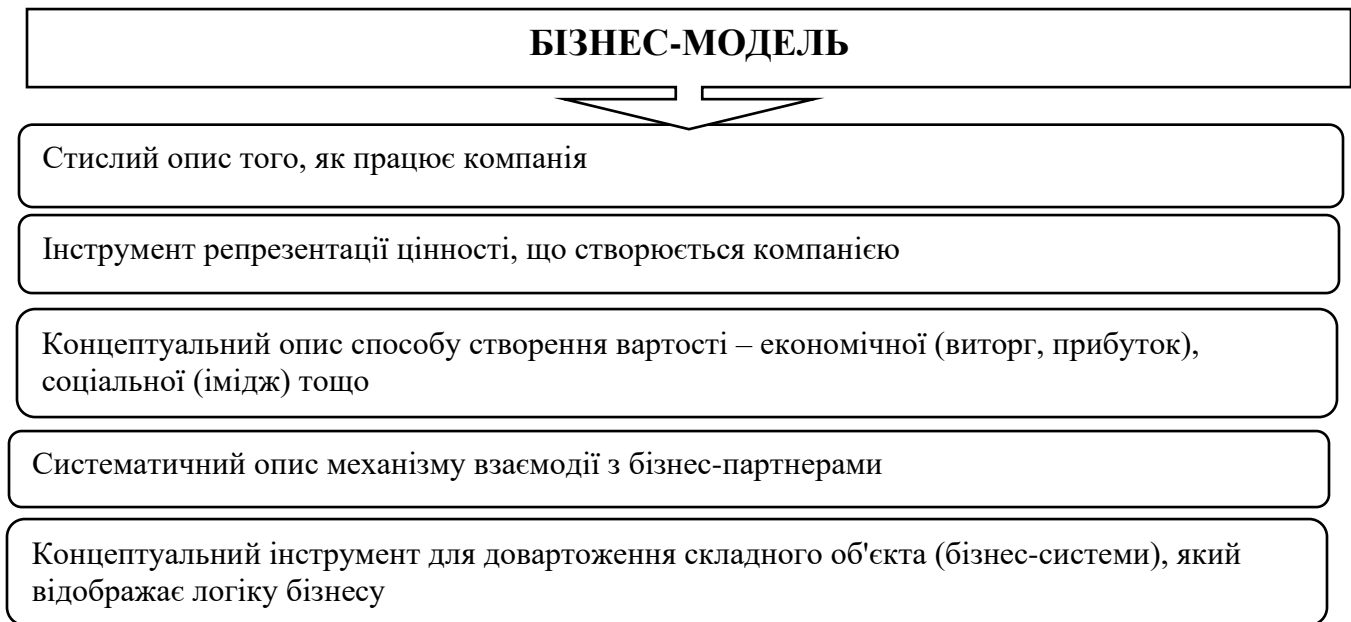 БІЗНЕС-МОДЕЛЬ
Стислий опис того, як працює компанія
Інструмент репрезентації цінності, що створюється компанією
Концептуальний опис способу створення вартості – економічної (виторг, прибуток),
соціальної (імідж) тощо
Систематичний опис механізму взаємодії з бізнес-партнерами
Концептуальний інструмент для довартоження складного об'єкта (бізнес-системи), який
відображає логіку бізнесу